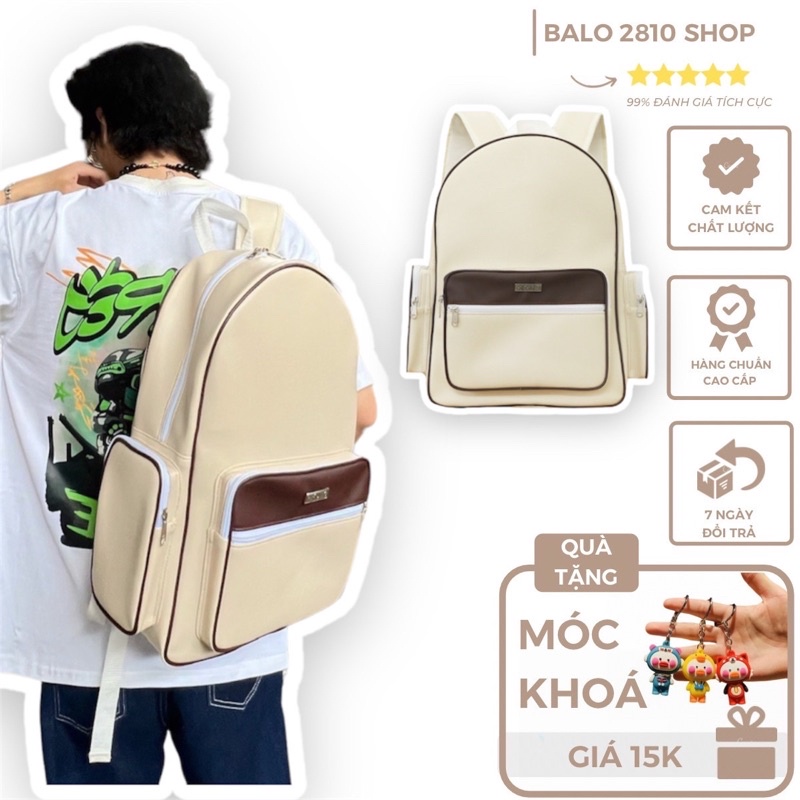 BALO 2810 SHOP
99% ĐÁNH GIÁ TÍCH CỰC
CAM KẾT
CHẤT LƯỢNG
HÀNG CHUẨN
CAO CẤP
7 NGÀY
ĐỔI TRẢ
QUÀ
TẶNG
MÓC
KHOÁ
GIÁ 15K